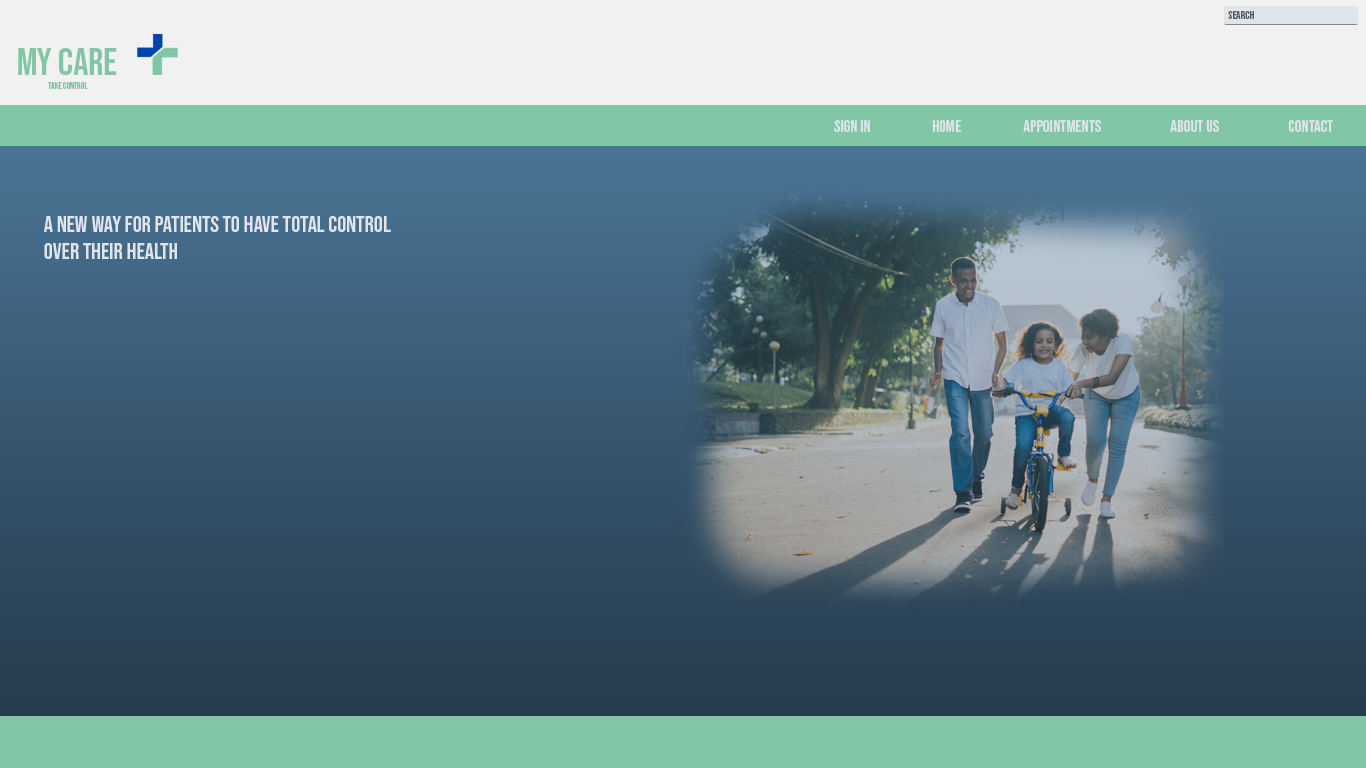 SEARCH
MY CARE
TAKE CONTROL
SIGN IN
HOME
APPOINTMENTS
ABOUT US
CONTACT
A NEW WAY FOR PATIENTS TO HAVE TOTAL CONTROL
OVER THEIR HEALTH